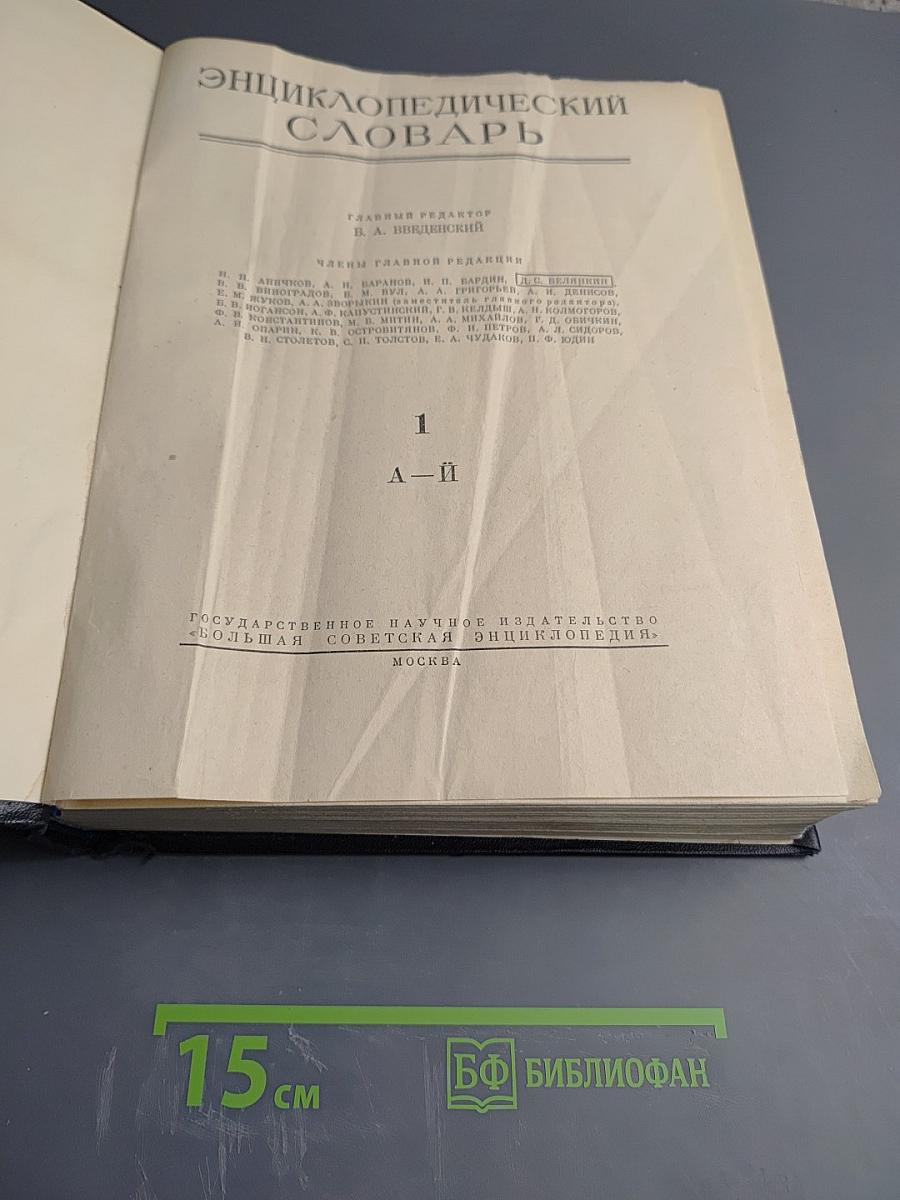 ЭНЦИКЛОПЕДИЧЕСКИЙ
СЛОВАРЬ
ГЛАВНЫЙ РЕДАКТОР
Б. А. ВВЕДЕНСКИЙ
ЧЛЕНЫ ГЛАВНОЙ РЕДАКЦИИ
Н. Н. АНИЧКОВ, А. И. БАРАНОВ, И. П. БАРДИН, Д. С. БЕЛЯНКИН,
В. В. ВИНОГРАДОВ, Б. М. ВУЛ, А. А. ГРИГОРЬЕВ, А. И. ДЕНИСОВ,
Е. М. ЖУКОВ, А. А. ЗВОРЫКИН (заместитель главного редактора),
Б. В. ИОГАНСОН, А. Ф. КАПУСТИНСКИЙ, Г. В. КЕЛДЫШ, А. Н. КОЛМОГОРОВ,
Ф. В. КОНСТАНТИНОВ, М. Б. МИТИН, А. А. МИХАЙЛОВ, Г. Д. ОБИЧКИН,
А. И. ОПАРИН, К. В. ОСТРОВИТЯНОВ, Ф. Н. ПЕТРОВ, А. Л. СИДОРОВ,
В. Н. СТОЛЕТОВ, С. П. ТОЛСТОВ, Е. А. ЧУДАКОВ, П. Ф. ЮДИН
1
А—Й
ГОСУДАРСТВЕННОЕ НАУЧНОЕ ИЗДАТЕЛЬСТВО
«БОЛЬШАЯ СОВЕТСКАЯ ЭНЦИКЛОПЕДИЯ»
МОСКВА
15 см
БФ БИБЛИОФАН